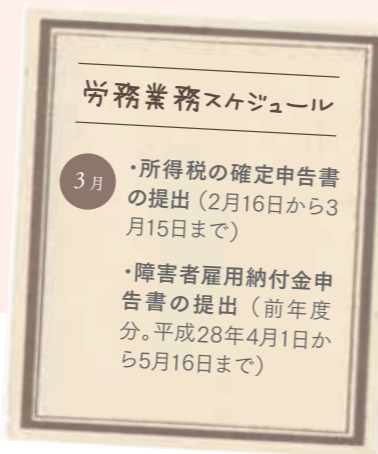 労務業務スケジュール
3月
・所得税の確定申告書
の提出（2月16日から3
月15日まで）
・障害者雇用納付金申
告書の提出（前年度
分。平成28年4月1日か
ら5月16日まで）